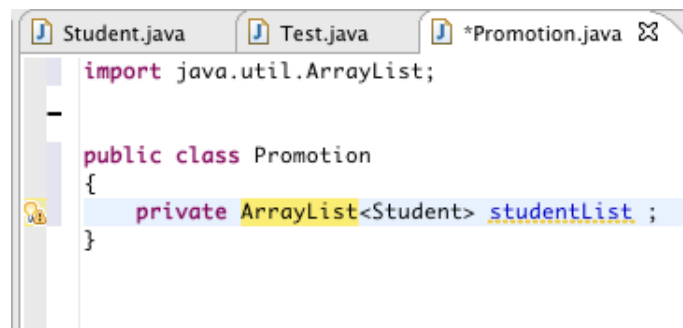 Student.java Test.java *Promotion.java
import java.util.ArrayList;
public class Promotion
{
private ArrayList<Student> studentList ;
}